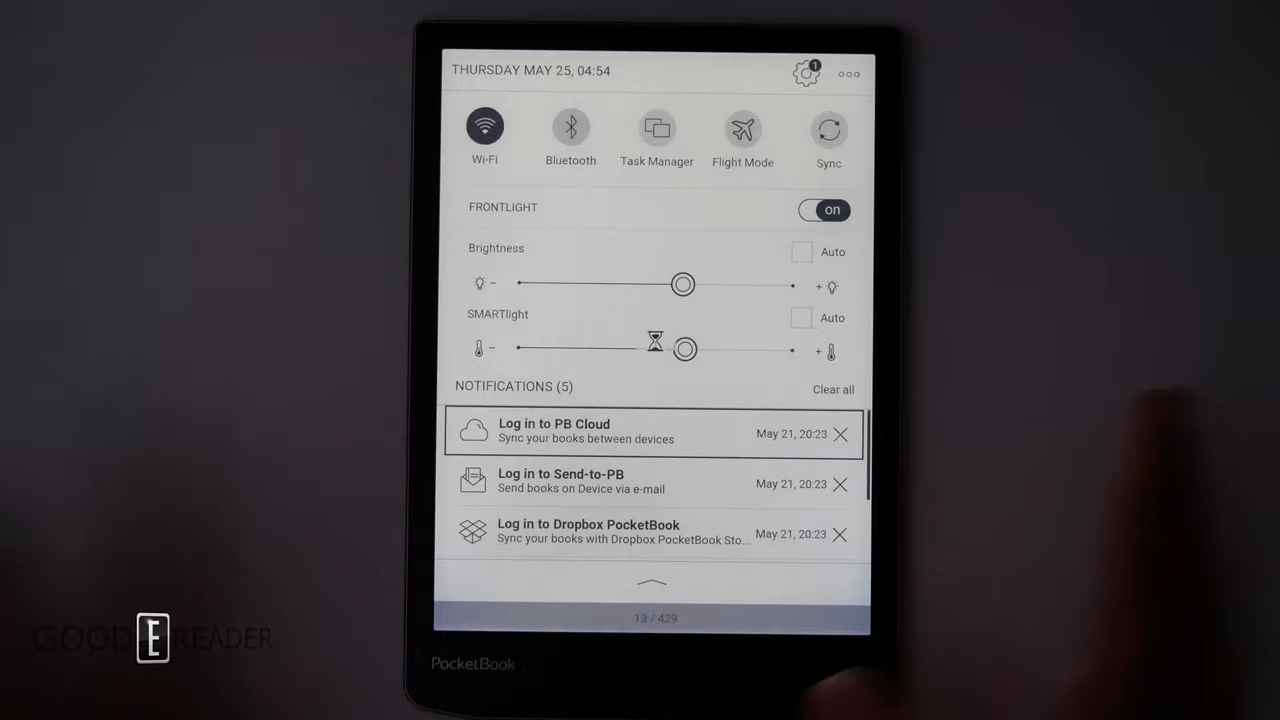 THURSDAY MAY 25, 04:54
1
Wi-Fi
Bluetooth
Task Manager
Flight Mode
Sync
FRONTLIGHT
on
Brightness
Auto
SMARTlight
Auto
NOTIFICATIONS (5)
Clear all
Log in to PB Cloud
Sync your books between devices
May 21, 20:23
Log in to Send-to-PB
Send books on Device via e-mail
May 21, 20:23
Log in to Dropbox PocketBook
Sync your books with Dropbox PocketBook Sto...
May 21, 20:23
13 / 429
GOOD E READER
PocketBook